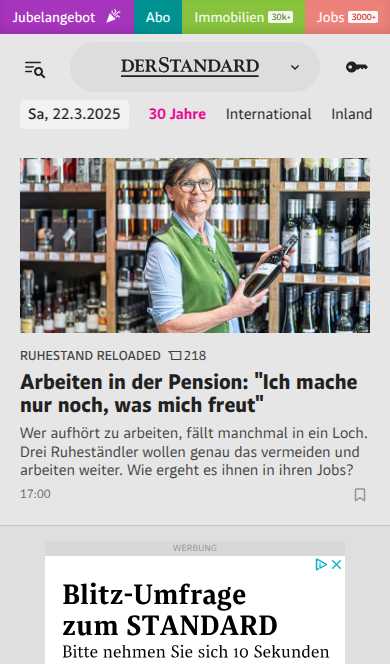 Jubelangebot Abo Immobilien 30k+ Jobs 3000+
DERSTANDARD
Sa, 22.3.2025 30 Jahre International Inland
RUHESTAND RELOADED 218
Arbeiten in der Pension: "Ich mache
nur noch, was mich freut"
Wer aufhört zu arbeiten, fällt manchmal in ein Loch.
Drei Ruheständler wollen genau das vermeiden und
arbeiten weiter. Wie ergeht es ihnen in ihren Jobs?
17:00
WERBUNG
Blitz-Umfrage
zum STANDARD
Bitte nehmen Sie sich 10 Sekunden